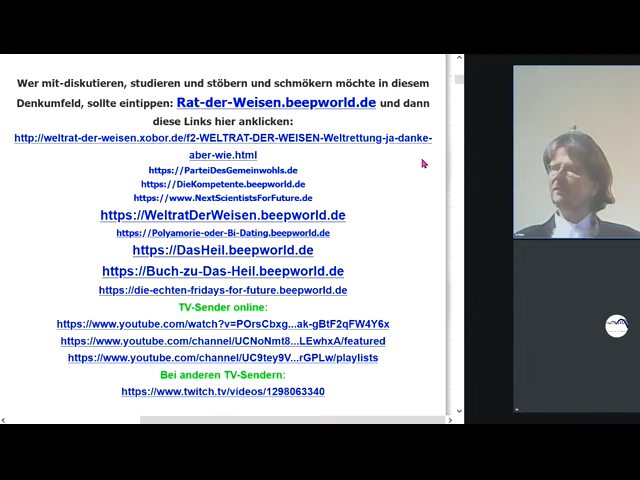 Wer mit-diskutieren, studieren und stöbern und schmökern möchte in diesem
Denkumfeld, sollte eintippen: Rat-der-Weisen.beepworld.de und dann
diese Links hier anklicken:
http://weltrat-der-weisen.xobor.de/f2-WELTRAT-DER-WEISEN-Weltrettung-ja-danke-
aber-wie.html
https://ParteiDesGemeinwohls.de
https://DieKompetente.beepworld.de
https://www.NextScientistsForFuture.de
https://WeltratDerWeisen.beepworld.de
https://Polyamorie-oder-Bi-Dating.beepworld.de
https://DasHeil.beepworld.de
https://Buch-zu-Das-Heil.beepworld.de
https://die-echten-fridays-for-future.beepworld.de
TV-Sender online:
https://www.youtube.com/watch?v=POrsCbxg...ak-gBtF2qFW4Y6x
https://www.youtube.com/channel/UCNoNmt8...LEwhxA/featured
https://www.youtube.com/channel/UC9tey9V...rGPLw/playlists
Bei anderen TV-Sendern:
https://www.twitch.tv/videos/1298063340